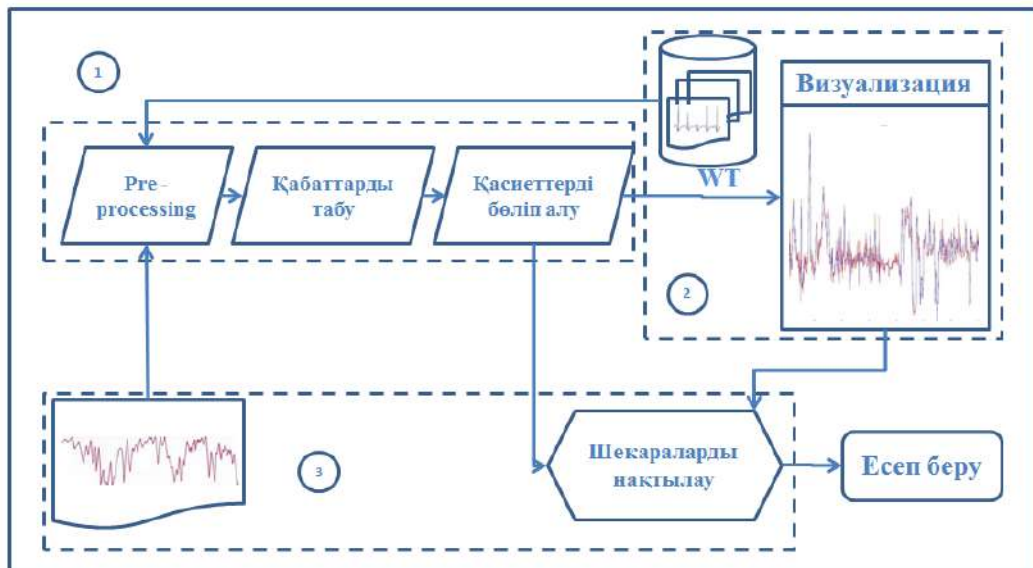 1
Визуализация
Pre -
processing
Қабаттарды
табу
Қасиеттерді
бөліп алу
WT
2
3
Шекараларды
нақтылау
Есеп беру